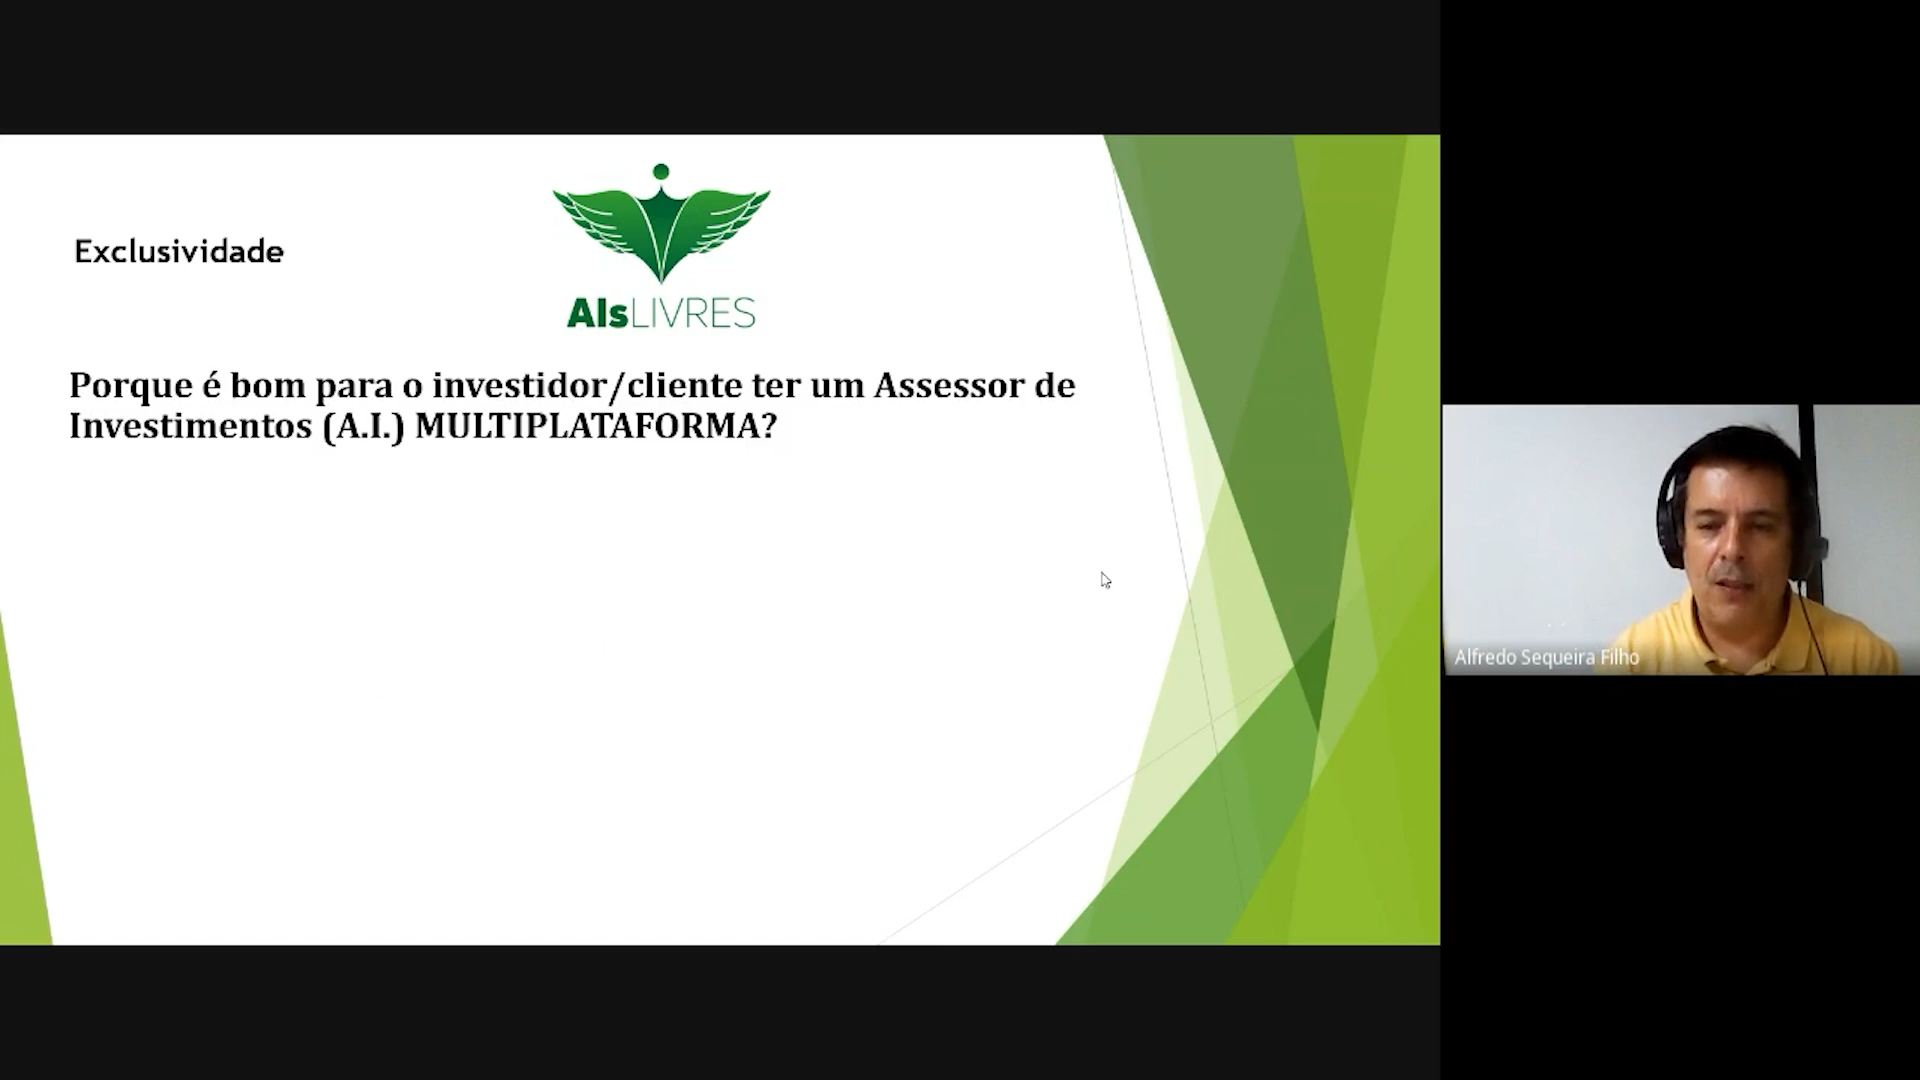 Exclusividade
AIsLIVRES
Porque é bom para o investidor/cliente ter um Assessor de
Investimentos (A.I.) MULTIPLATAFORMA?
Alfredo Sequeira Filho